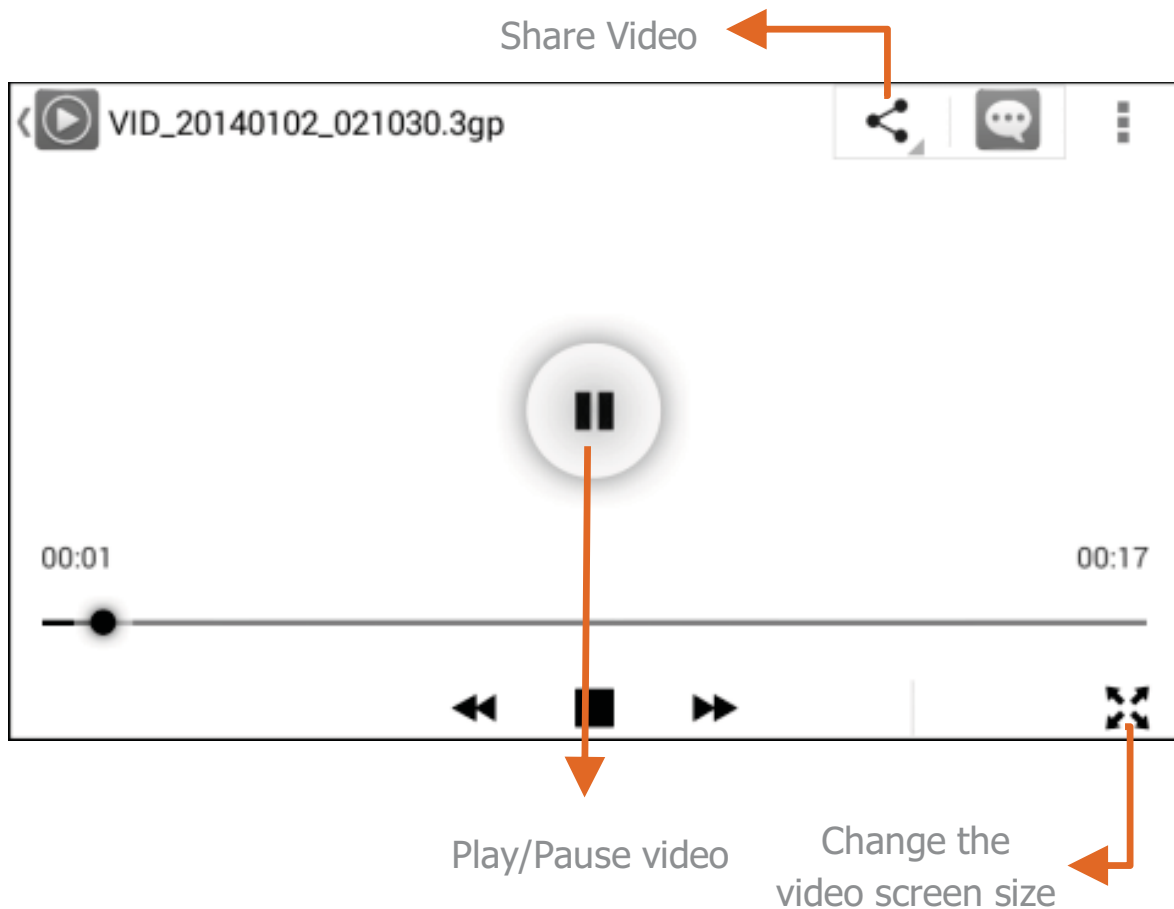 Share Video
VID_20140102_021030.3gp
00:01
00:17
Play/Pause video
Change the
video screen size